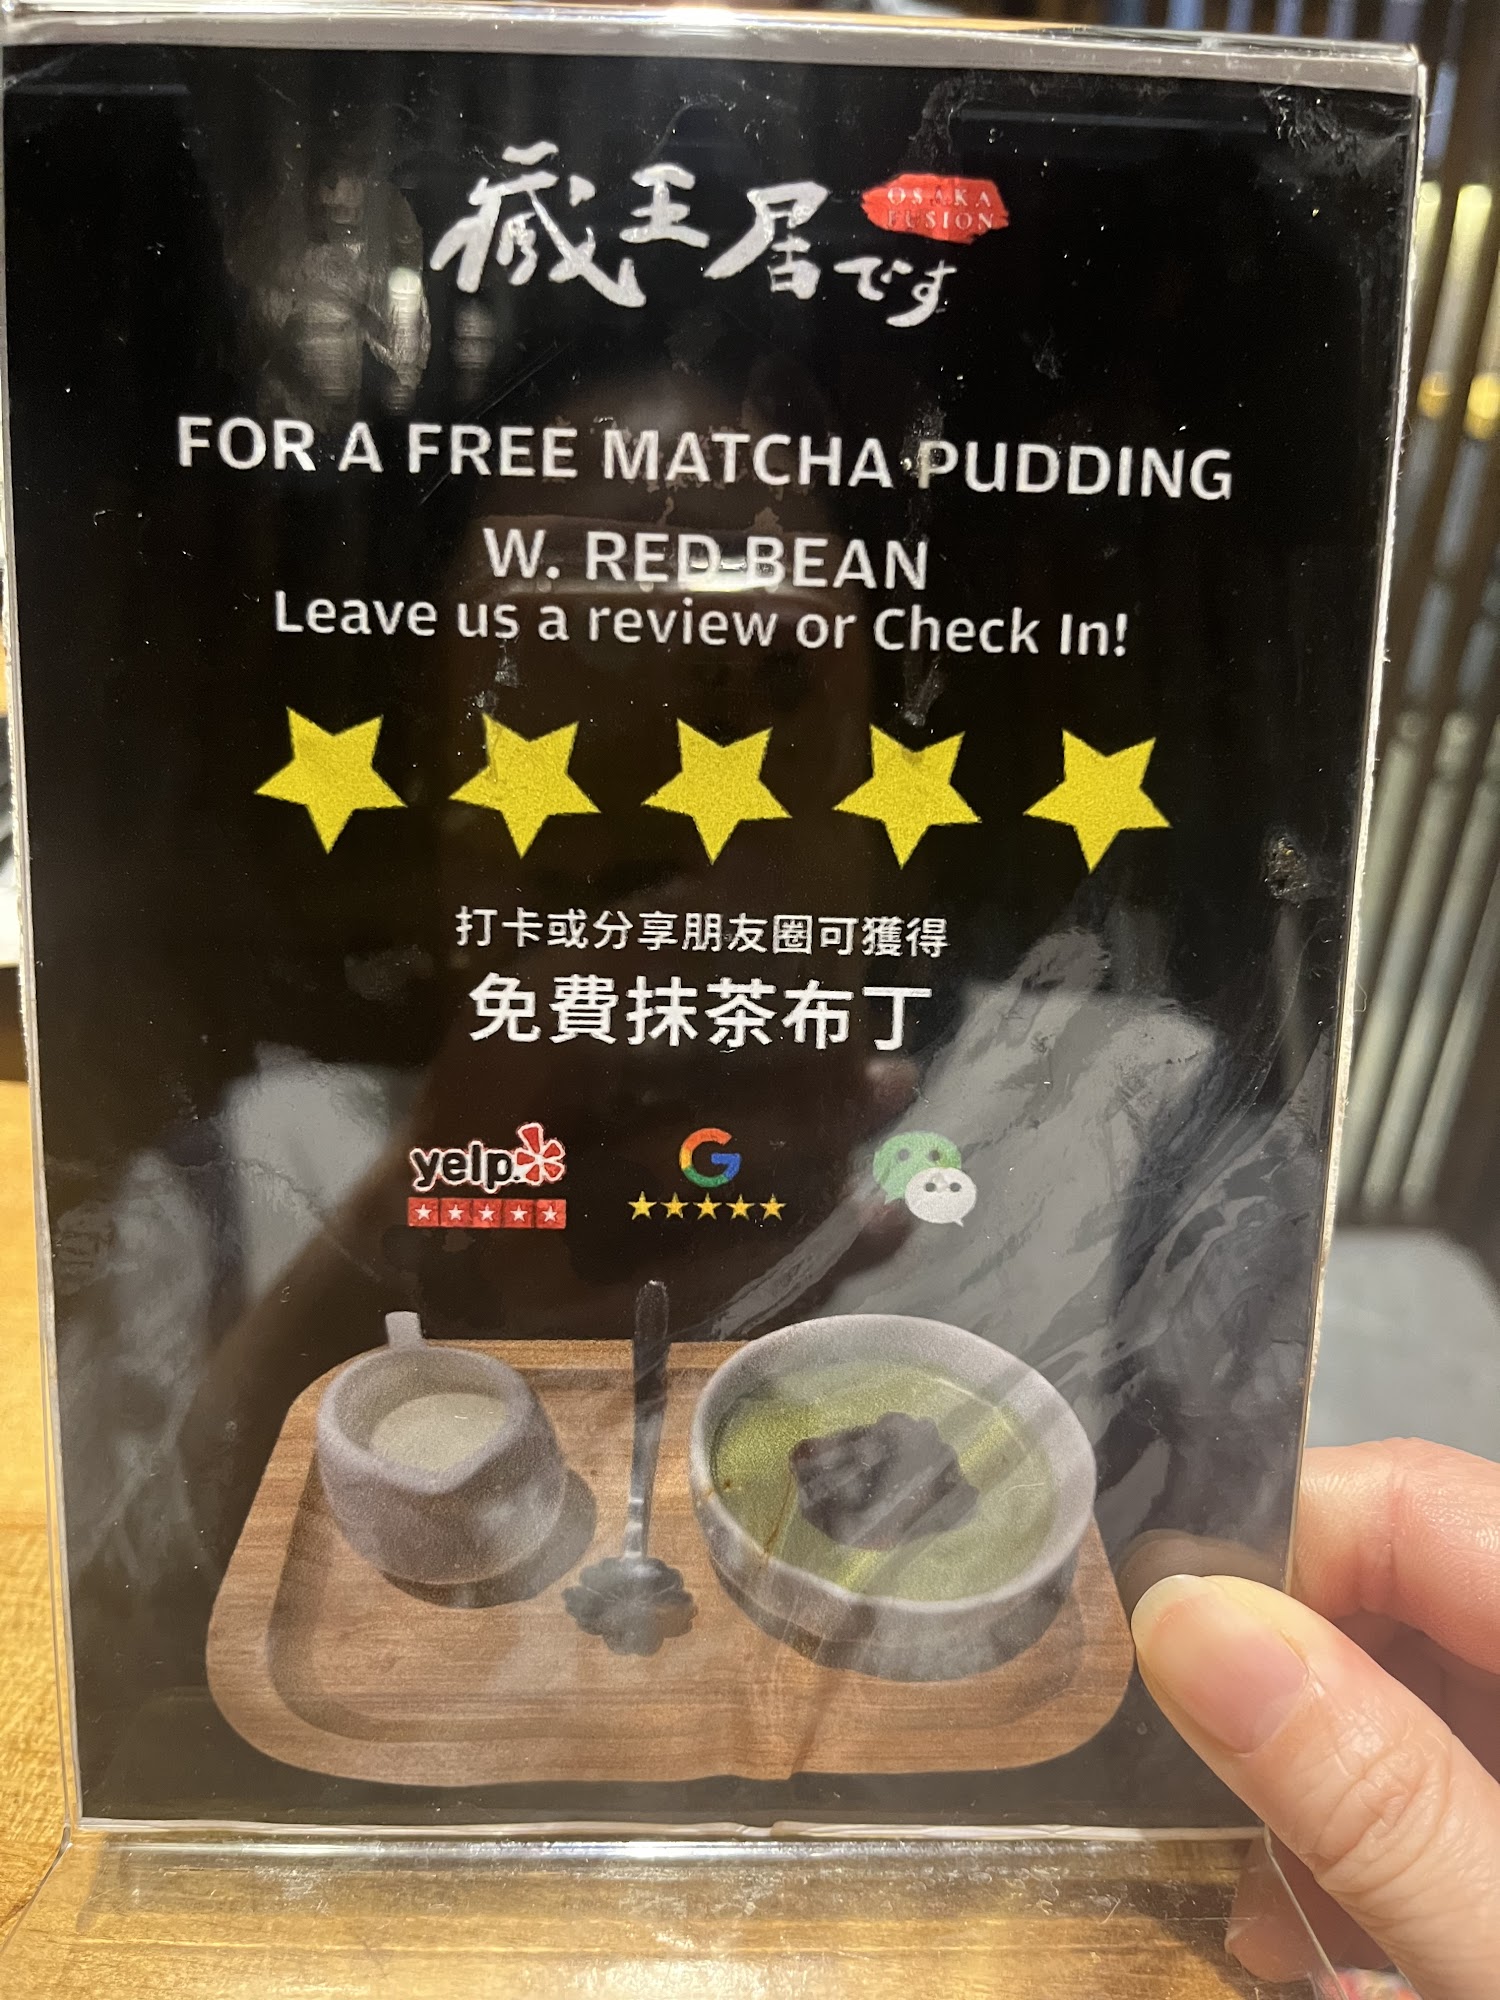 藏王居です
OSAKA
FUSION
FOR A FREE MATCHA PUDDING
W. RED BEAN
Leave us a review or Check In!
打卡或分享朋友圈可獲得
免費抹茶布丁
yelp
G